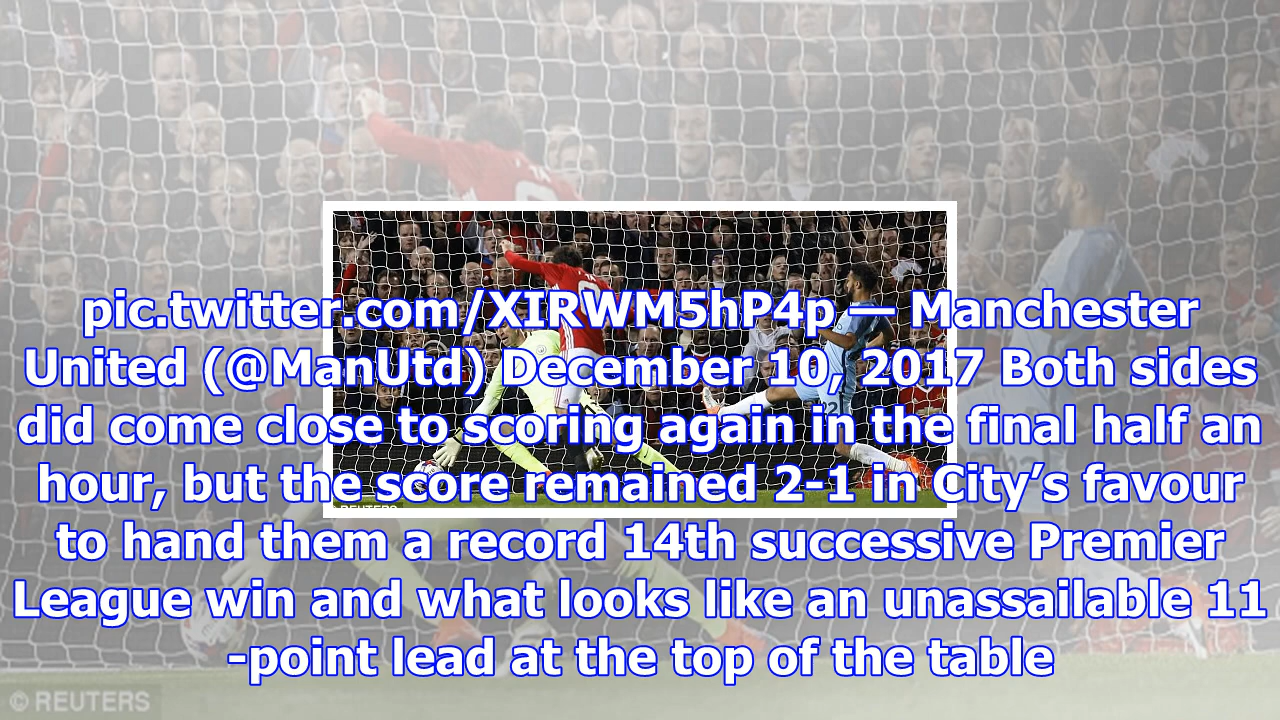 pic.twitter.com/XIRWM5hP4p — Manchester
United (@ManUtd) December 10, 2017 Both sides
did come close to scoring again in the final half an
hour, but the score remained 2-1 in City’s favour
to hand them a record 14th successive Premier
League win and what looks like an unassailable 11
-point lead at the top of the table
© REUTERS